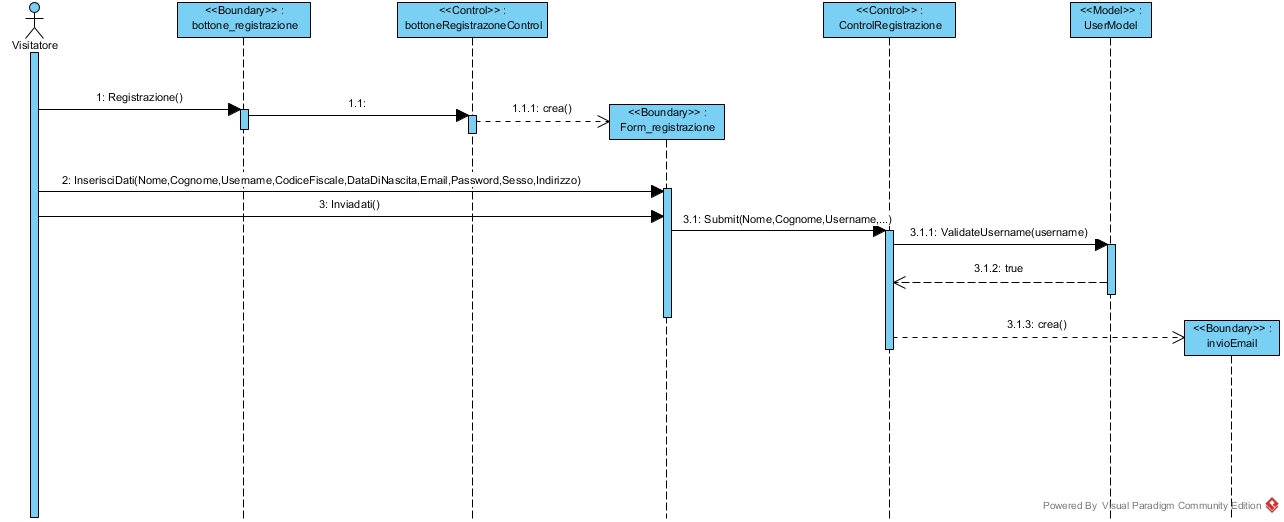 <<Boundary>> :
bottone_registrazione
<<Control>> :
bottoneRegistrazoneControl
<<Control>> :
ControlRegistrazione
<<Model>> :
UserModel
Visitatore
1: Registrazione()
1.1:
1.1.1: crea()
<<Boundary>> :
Form_registrazione
2: InserisciDati(Nome,Cognome,Username,CodiceFiscale,DataDiNascita,Email,Password,Sesso,Indirizzo)
3: Inviadati()
3.1: Submit(Nome,Cognome,Username,...)
3.1.1: ValidateUsername(username)
3.1.2: true
3.1.3: crea()
<<Boundary>> :
invioEmail
Powered By Visual Paradigm Community Edition